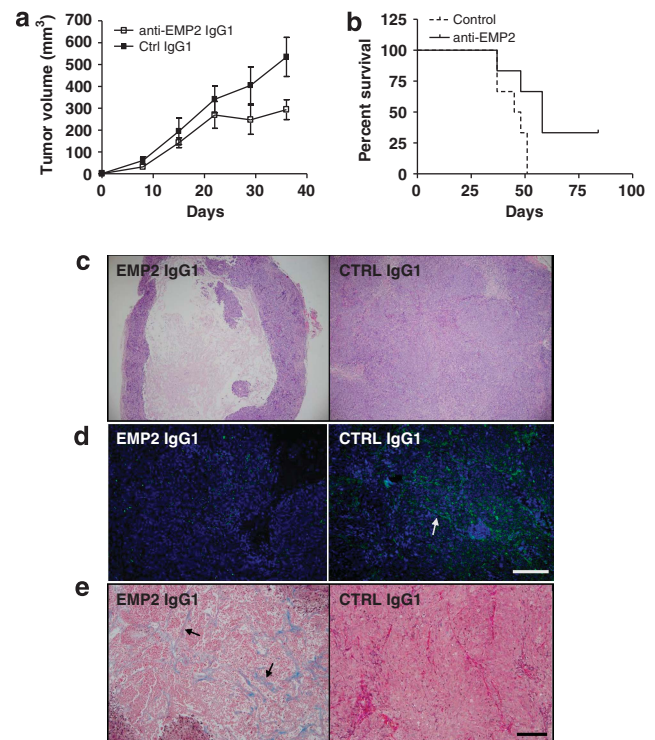 a
Tumor volume (mm³)
700
600
500
400
300
200
100
0
anti-EMP2 IgG1
Ctrl IgG1
0 10 20 30 40
Days
b
Percent survival
125
100
75
50
25
0
Control
anti-EMP2
0 25 50 75 100
Days
c
EMP2 IgG1
CTRL IgG1
d
EMP2 IgG1
CTRL IgG1
e
EMP2 IgG1
CTRL IgG1